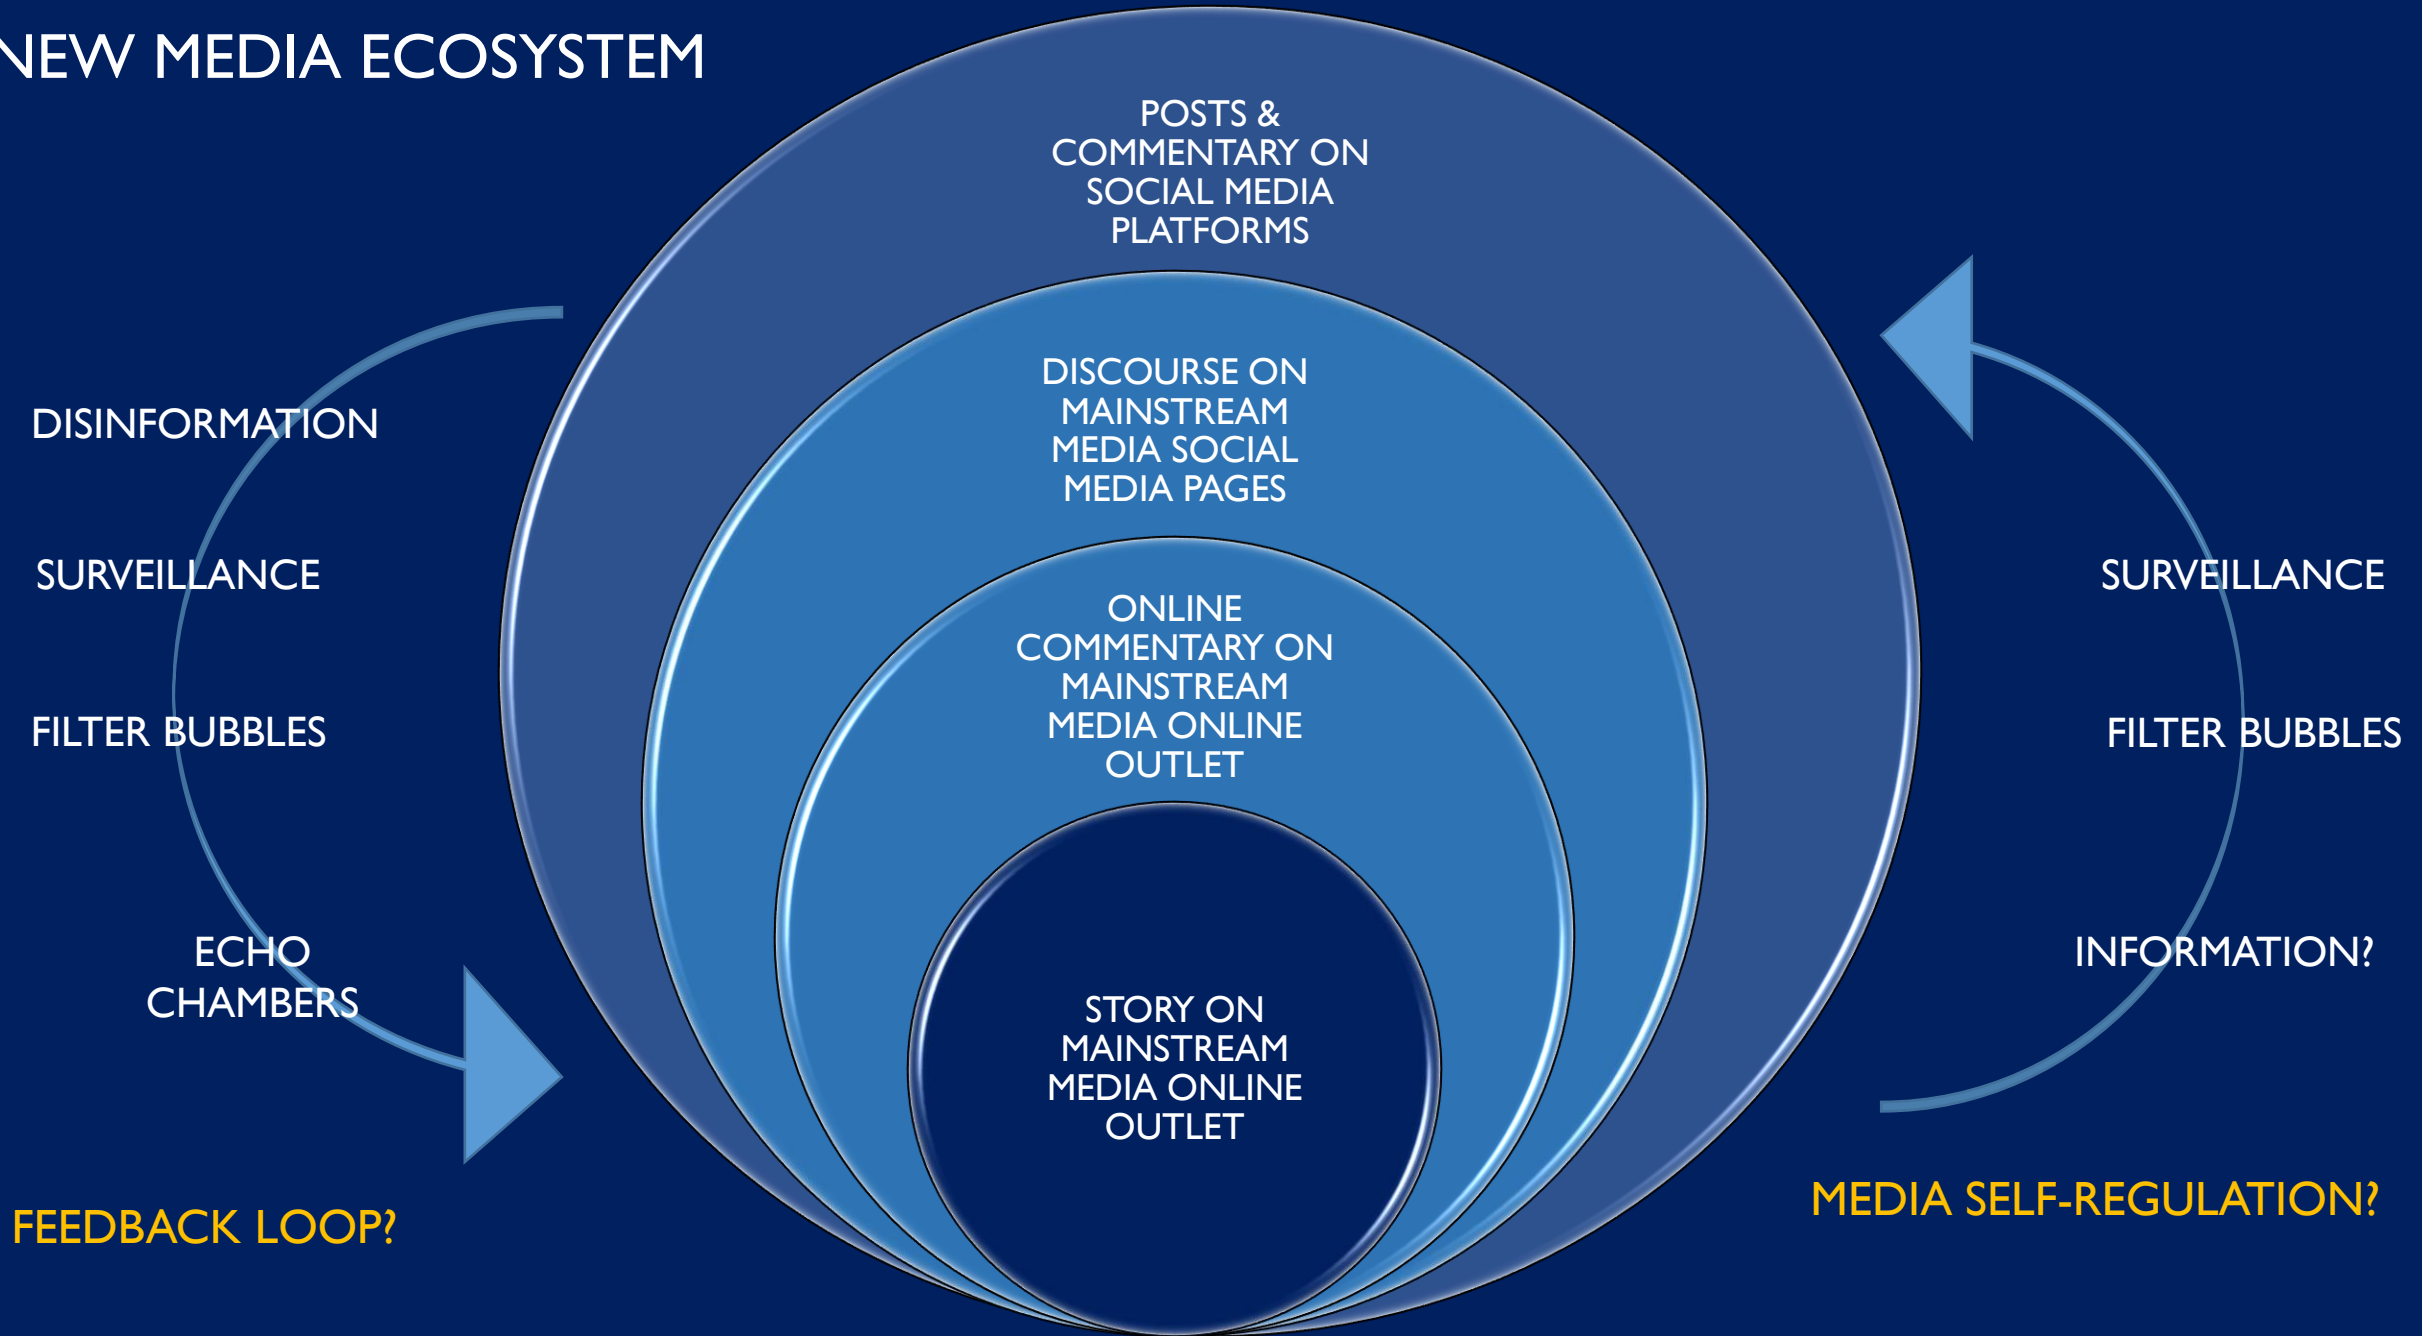 NEW MEDIA ECOSYSTEM
POSTS &
COMMENTARY ON
SOCIAL MEDIA
PLATFORMS
DISCOURSE ON
MAINSTREAM
MEDIA SOCIAL
MEDIA PAGES
ONLINE
COMMENTARY ON
MAINSTREAM
MEDIA ONLINE
OUTLET
STORY ON
MAINSTREAM
MEDIA ONLINE
OUTLET
DISINFORMATION
SURVEILLANCE
FILTER BUBBLES
ECHO
CHAMBERS
FEEDBACK LOOP?
SURVEILLANCE
FILTER BUBBLES
INFORMATION?
MEDIA SELF-REGULATION?